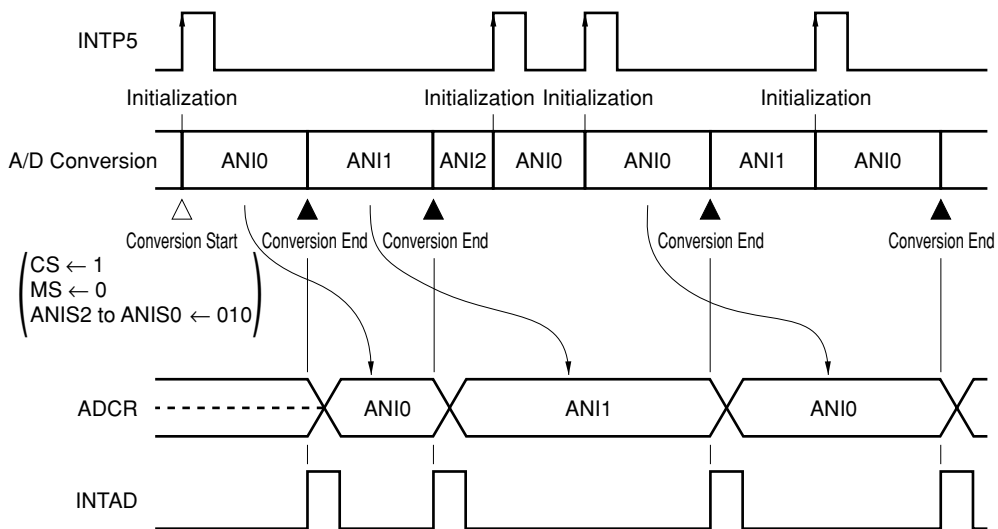 INTP5
Initialization Initialization Initialization Initialization
A/D Conversion ANI0 ANI1 ANI2 ANI0 ANI0 ANI1 ANI0
Conversion Start Conversion End Conversion End Conversion End Conversion End
CS ← 1
MS ← 0
ANIS2 to ANIS0 ← 010
ADCR ANI0 ANI1 ANI0
INTAD